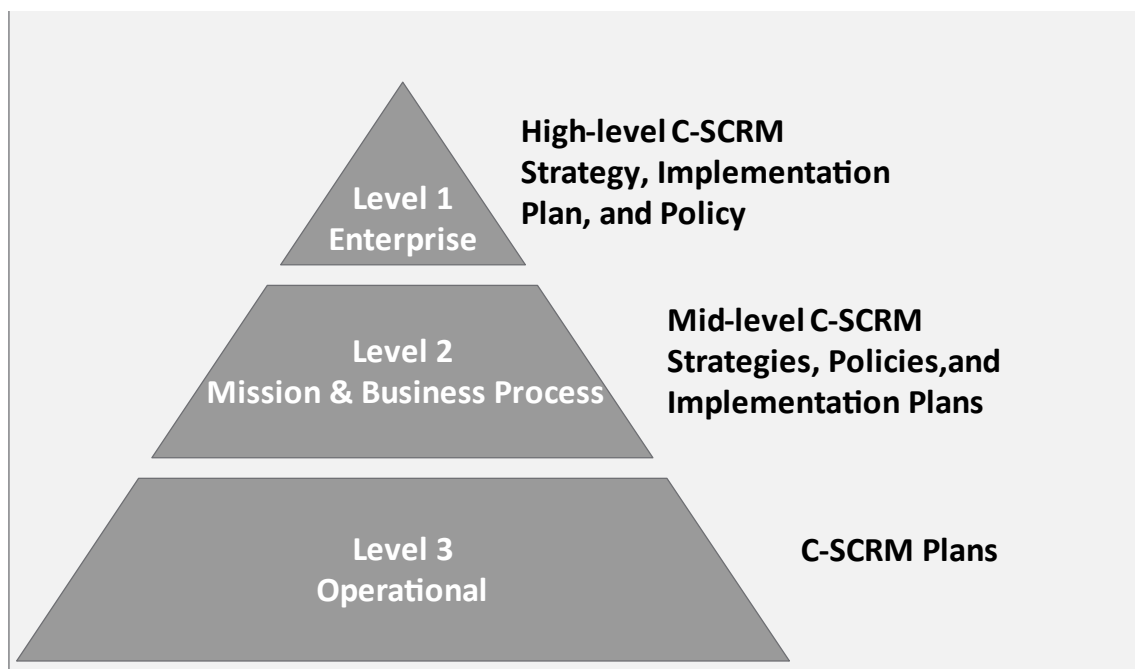 Level 1
Enterprise
High-level C-SCRM
Strategy, Implementation
Plan, and Policy
Level 2
Mission & Business Process
Mid-level C-SCRM
Strategies, Policies,and
Implementation Plans
Level 3
Operational
C-SCRM Plans